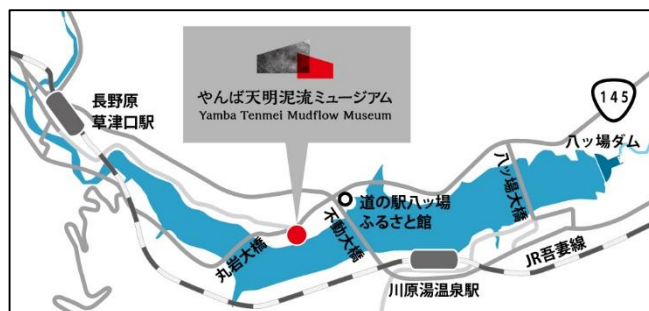 長野原
草津口駅
やんば天明泥流ミュージアム
Yamba Tenmei Mudflow Museum
145
八ッ場ダム
道の駅八ッ場
ふるさと館
八ッ場大橋
不動大橋
丸岩大橋
川原湯温泉駅
JR吾妻線